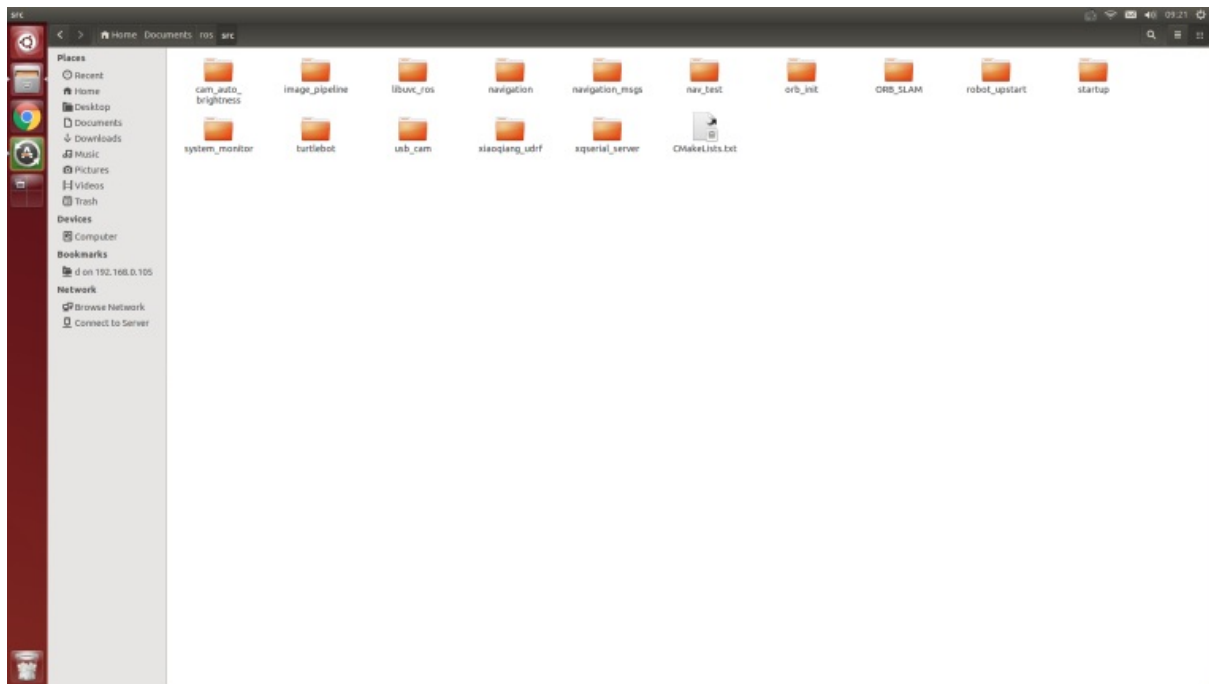 src
09:21
Home Documents ros src
Places
Recent
Home
Desktop
Documents
Downloads
Music
Pictures
Videos
Trash
Devices
Computer
Bookmarks
d on 192.168.0.105
Network
Browse Network
Connect to Server
cam_auto_
brightness
image_pipeline
libuvc_ros
navigation
navigation_msgs
nav_test
orb_init
ORB_SLAM
robot_upstart
startup
system_monitor
turtlebot
usb_cam
xiaoqiang_udrf
xqserial_server
CMakeLists.txt